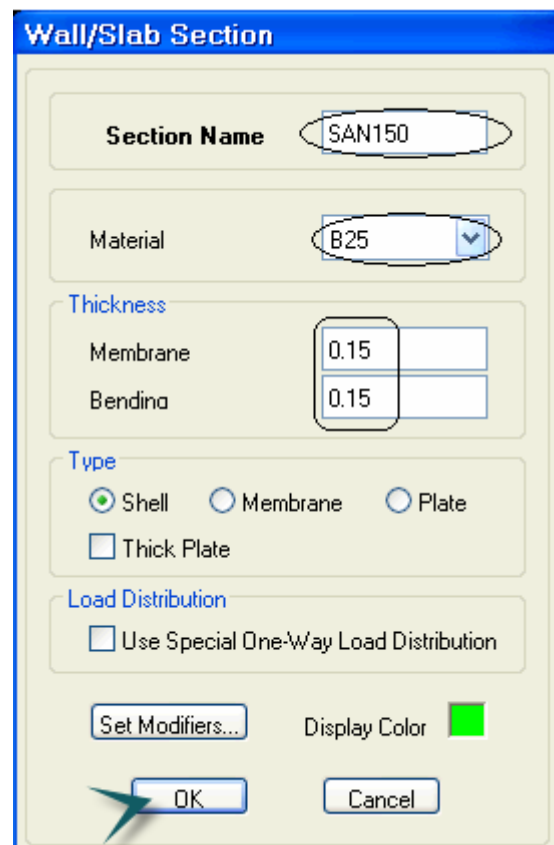 Wall/Slab Section
Section Name SAN150
Material B25
Thickness
Membrane 0.15
Bending 0.15
Type
Shell Membrane Plate
Thick Plate
Load Distribution
Use Special One-Way Load Distribution
Set Modifiers... Display Color
OK Cancel